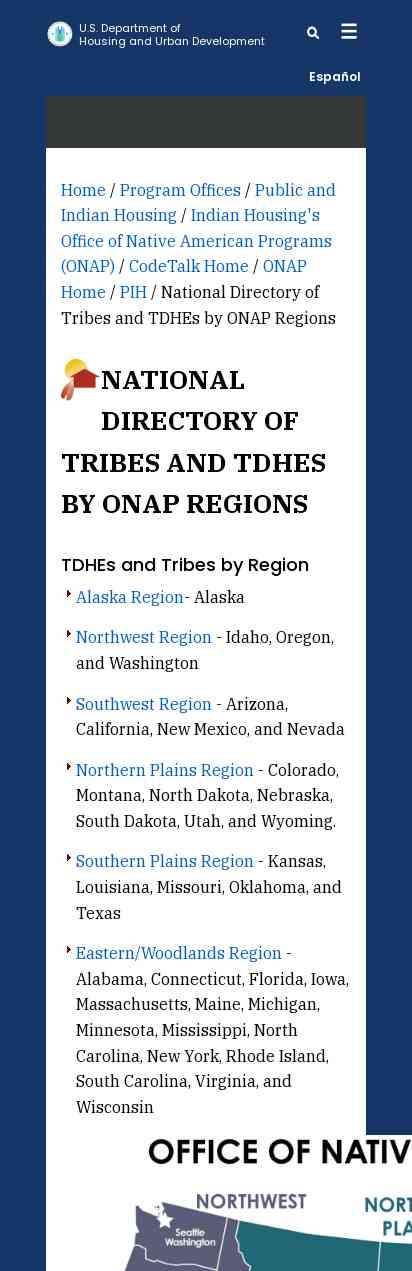 U.S. Department of
Housing and Urban Development
Español
Home / Program Offices / Public and
Indian Housing / Indian Housing's
Office of Native American Programs
(ONAP) / CodeTalk Home / ONAP
Home / PIH / National Directory of
Tribes and TDHEs by ONAP Regions
NATIONAL
DIRECTORY OF
TRIBES AND TDHES
BY ONAP REGIONS
TDHEs and Tribes by Region
Alaska Region- Alaska
Northwest Region - Idaho, Oregon,
and Washington
Southwest Region - Arizona,
California, New Mexico, and Nevada
Northern Plains Region - Colorado,
Montana, North Dakota, Nebraska,
South Dakota, Utah, and Wyoming.
Southern Plains Region - Kansas,
Louisiana, Missouri, Oklahoma, and
Texas
Eastern/Woodlands Region -
Alabama, Connecticut, Florida, Iowa,
Massachusetts, Maine, Michigan,
Minnesota, Mississippi, North
Carolina, New York, Rhode Island,
South Carolina, Virginia, and
Wisconsin
OFFICE OF NATIV
NORTHWEST
NORT
PLA
Seattle
Washington